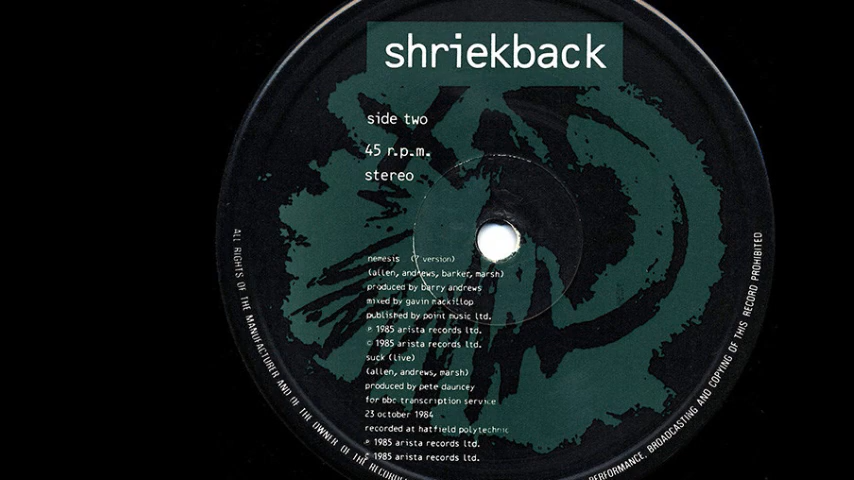 shriekback
side two
45 r.p.m.
stereo
nemesis (7 version)
(allen, andrews, barker, marsh)
produced by barry andrews
mixed by gavin mackillop
published by point music ltd.
℗ 1985 arista records ltd.
© 1985 arista records ltd.
suck (live)
(allen, andrews, marsh)
produced by pete dauncey
for bbc transcription service
23 october 1984
recorded at hatfield polytechnic
℗ 1985 arista records ltd.
© 1985 arista records ltd.
ALL RIGHTS OF THE MANUFACTURER AND OF THE OWNER OF THE RECORDED
PERFORMANCE, BROADCASTING AND COPYING OF THIS RECORD PROHIBITED